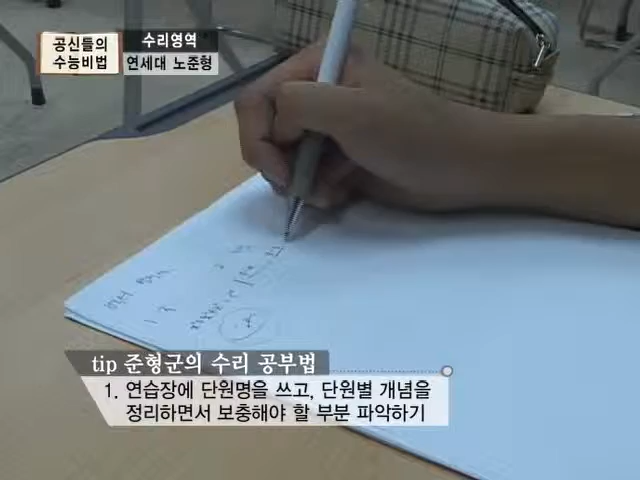 공신들의
수능비법
수리영역
연세대 노준형
tip 준형군의 수리 공부법
1. 연습장에 단원명을 쓰고, 단원별 개념을
정리하면서 보충해야 할 부분 파악하기